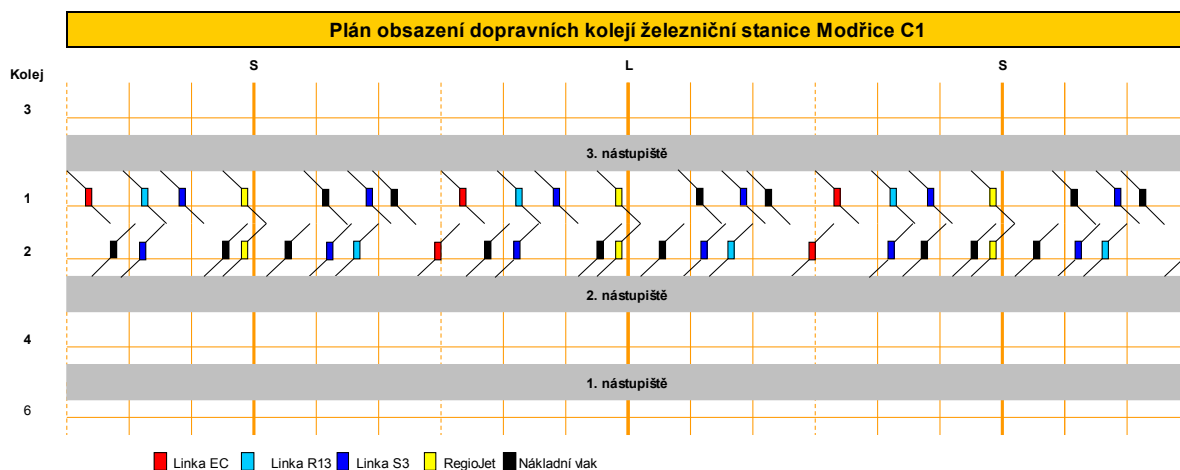 Plán obsazení dopravních kolejí železniční stanice Modřice C1
S L S
Kolej
3
3. nástupiště
1
2
2. nástupiště
4
1. nástupiště
6
Linka EC Linka R13 Linka S3 RegioJet Nákladní vlak